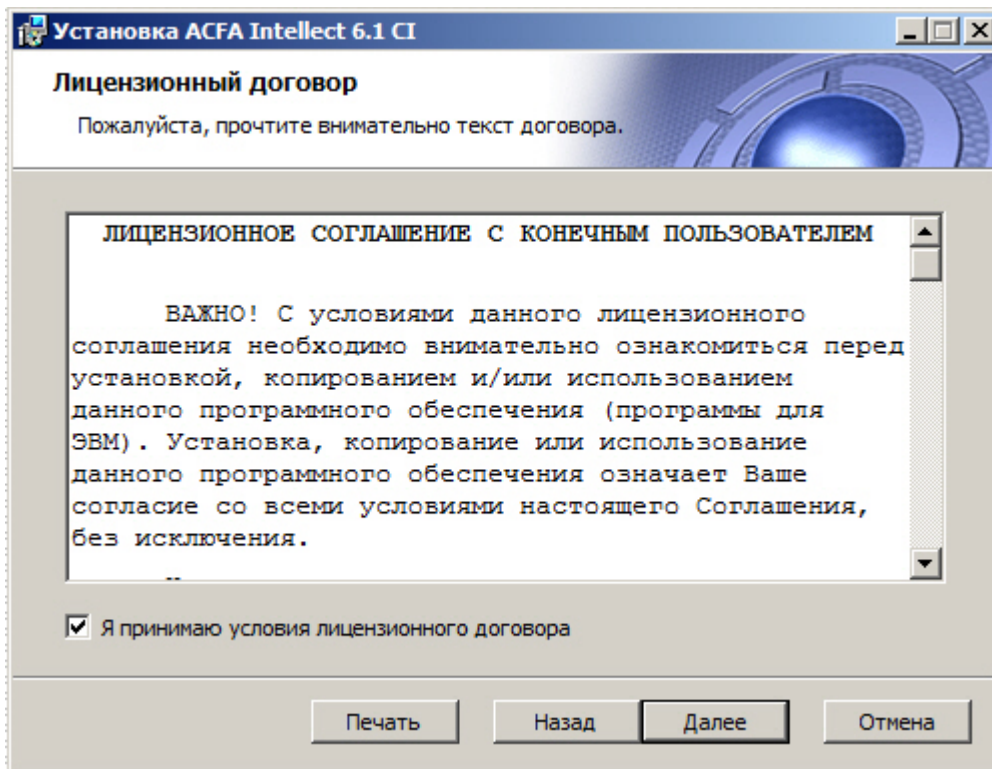 Установка ACFA Intellect 6.1 CI
Лицензионный договор
Пожалуйста, прочтите внимательно текст договора.
ЛИЦЕНЗИОННОЕ СОГЛАШЕНИЕ С КОНЕЧНЫМ ПОЛЬЗОВАТЕЛЕМ
ВАЖНО! С условиями данного лицензионного
соглашения необходимо внимательно ознакомиться перед
установкой, копированием и/или использованием
данного программного обеспечения (программы для
ЭВМ). Установка, копирование или использование
данного программного обеспечения означает Ваше
согласие со всеми условиями настоящего Соглашения,
без исключения.
Я принимаю условия лицензионного договора
Печать Назад Далее Отмена